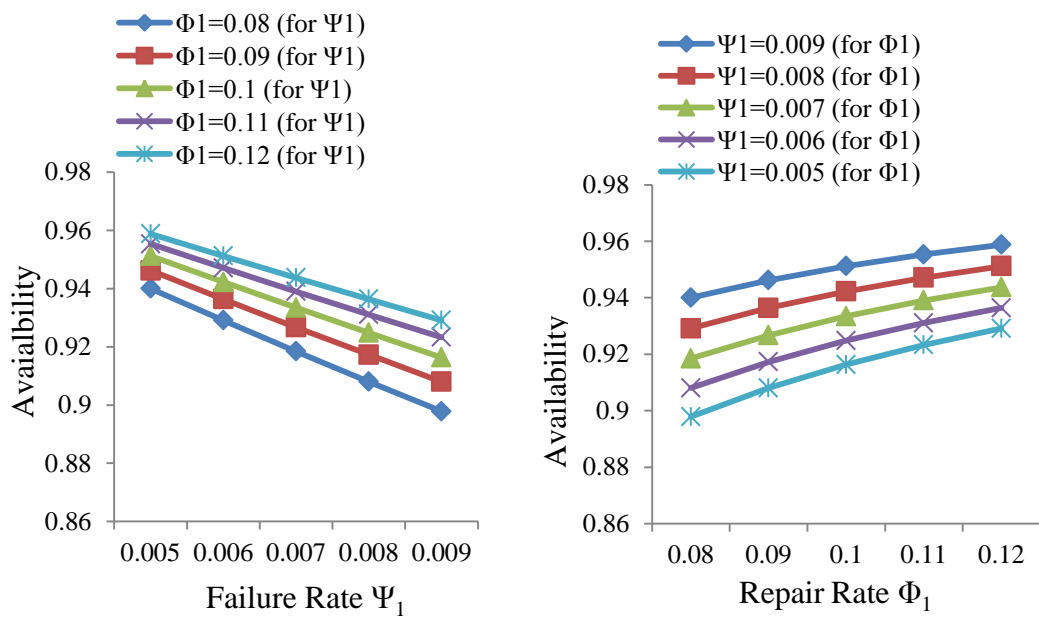 Φ1=0.08 (for Ψ1)
Φ1=0.09 (for Ψ1)
Φ1=0.1 (for Ψ1)
Φ1=0.11 (for Ψ1)
Φ1=0.12 (for Ψ1)
0.98
0.96
0.94
0.92
0.9
0.88
0.86
Avaialbility
0.005 0.006 0.007 0.008 0.009
Failure Rate Ψ1
Ψ1=0.009 (for Φ1)
Ψ1=0.008 (for Φ1)
Ψ1=0.007 (for Φ1)
Ψ1=0.006 (for Φ1)
Ψ1=0.005 (for Φ1)
0.98
0.96
0.94
0.92
0.9
0.88
0.86
Availability
0.08 0.09 0.1 0.11 0.12
Repair Rate Φ1